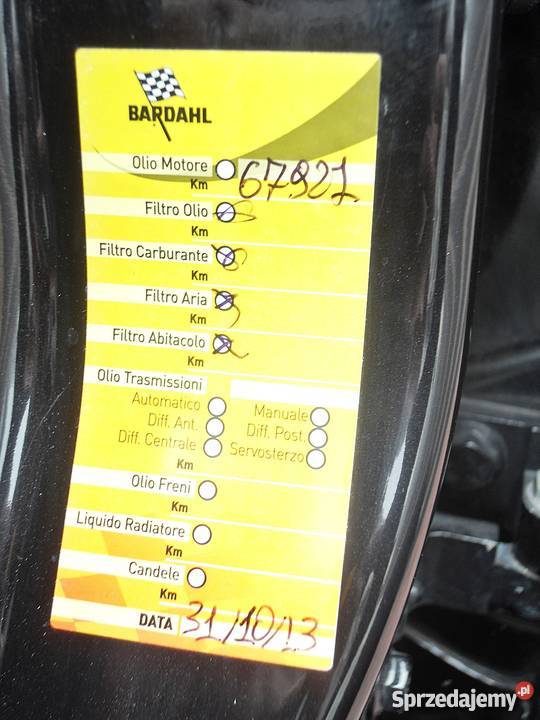 BARDAHL
Olio Motore
Km 67.921
Filtro Olio
Km
Filtro Carburante
Km
Filtro Aria
Km
Filtro Abitacolo
Km
Olio Trasmissioni
Automatico Manuale
Diff. Ant. Diff. Post.
Diff. Centrale Servosterzo
Km
Olio Freni
Km
Liquido Radiatore
Km
Candele
Km
DATA 31/10/13
Sprzedajemy.pl